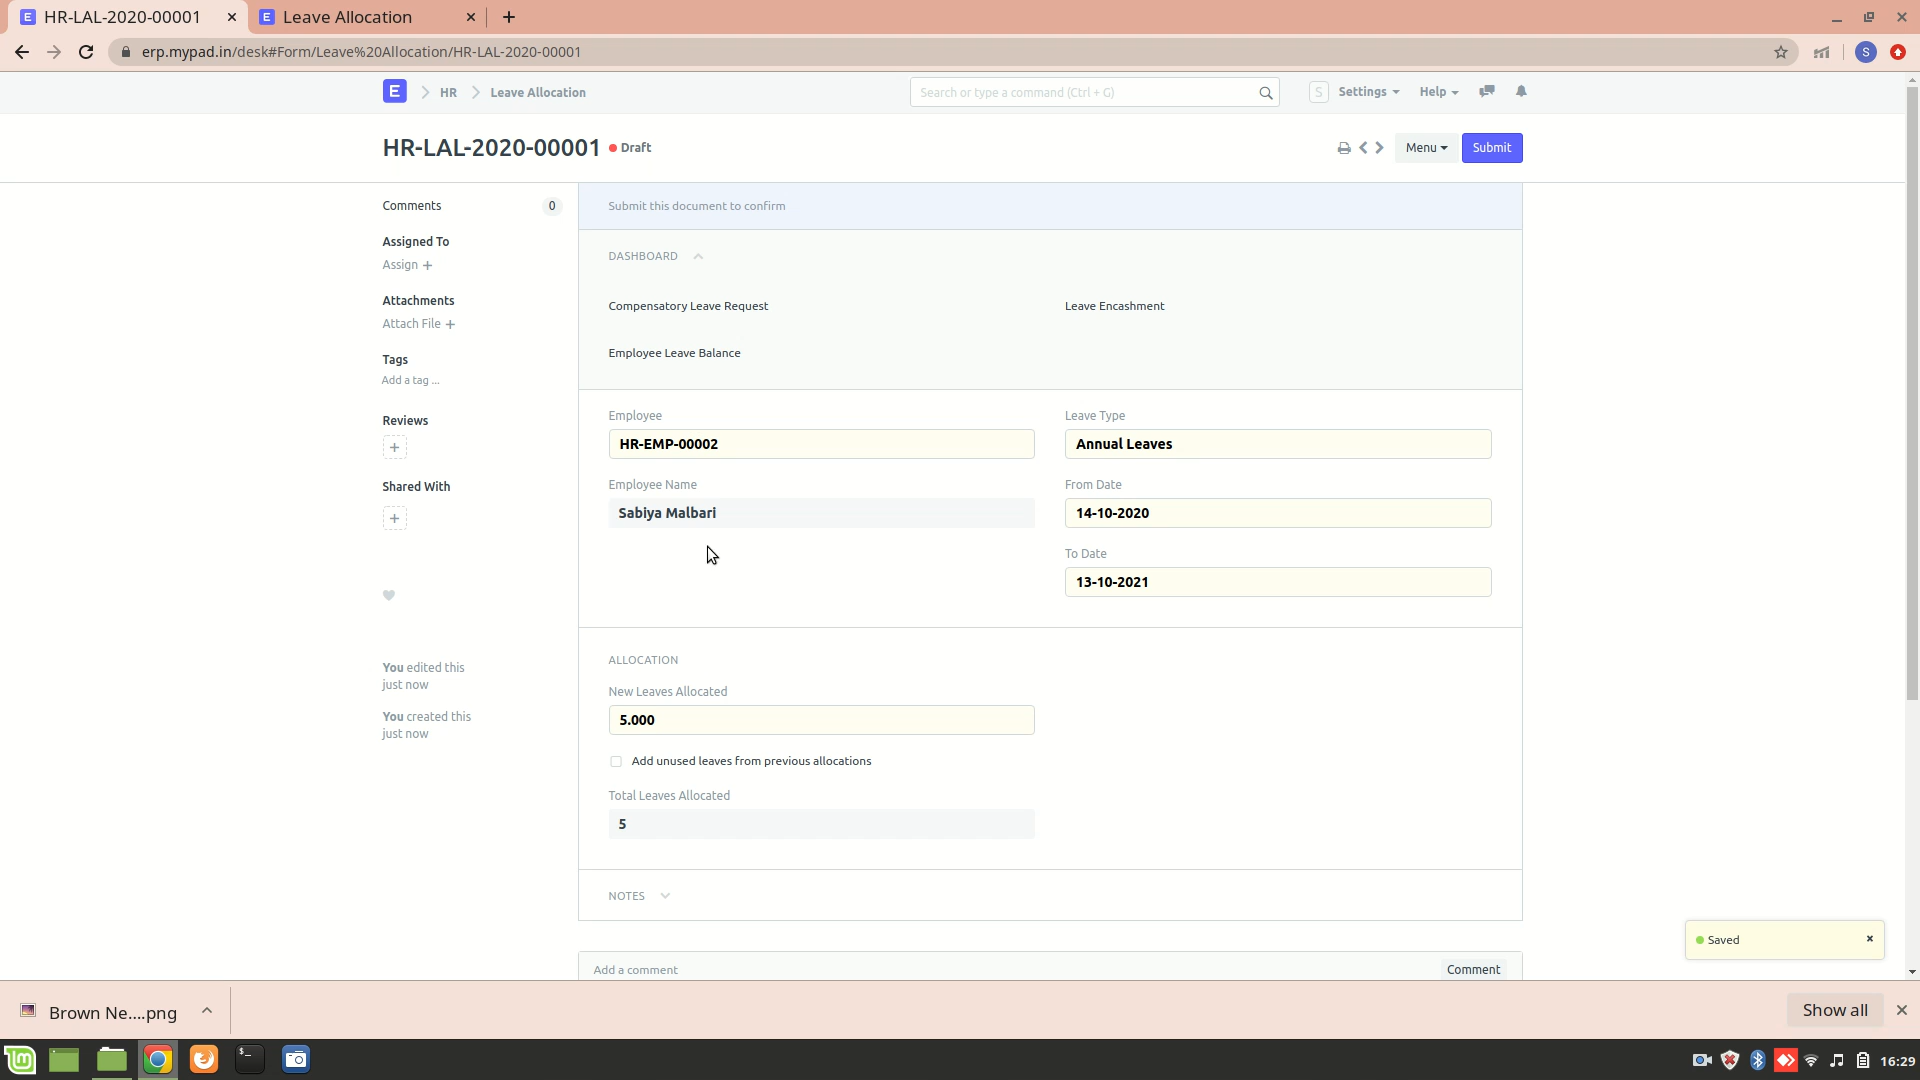 HR-LAL-2020-00001
Leave Allocation
erp.mypad.in/desk#Form/Leave%20Allocation/HR-LAL-2020-00001
S
E
HR
Leave Allocation
Search or type a command (Ctrl + G)
S
Settings
Help
HR-LAL-2020-00001
Draft
Menu
Submit
Comments
0
Assigned To
Assign +
Attachments
Attach File +
Tags
Add a tag ...
Reviews
+
Shared With
+
You edited this
just now
You created this
just now
Submit this document to confirm
DASHBOARD
Compensatory Leave Request
Leave Encashment
Employee Leave Balance
Employee
HR-EMP-00002
Employee Name
Sabiya Malbari
Leave Type
Annual Leaves
From Date
14-10-2020
To Date
13-10-2021
ALLOCATION
New Leaves Allocated
5.000
Add unused leaves from previous allocations
Total Leaves Allocated
5
NOTES
Add a comment
Comment
Saved
Brown Ne....png
Show all
16:29